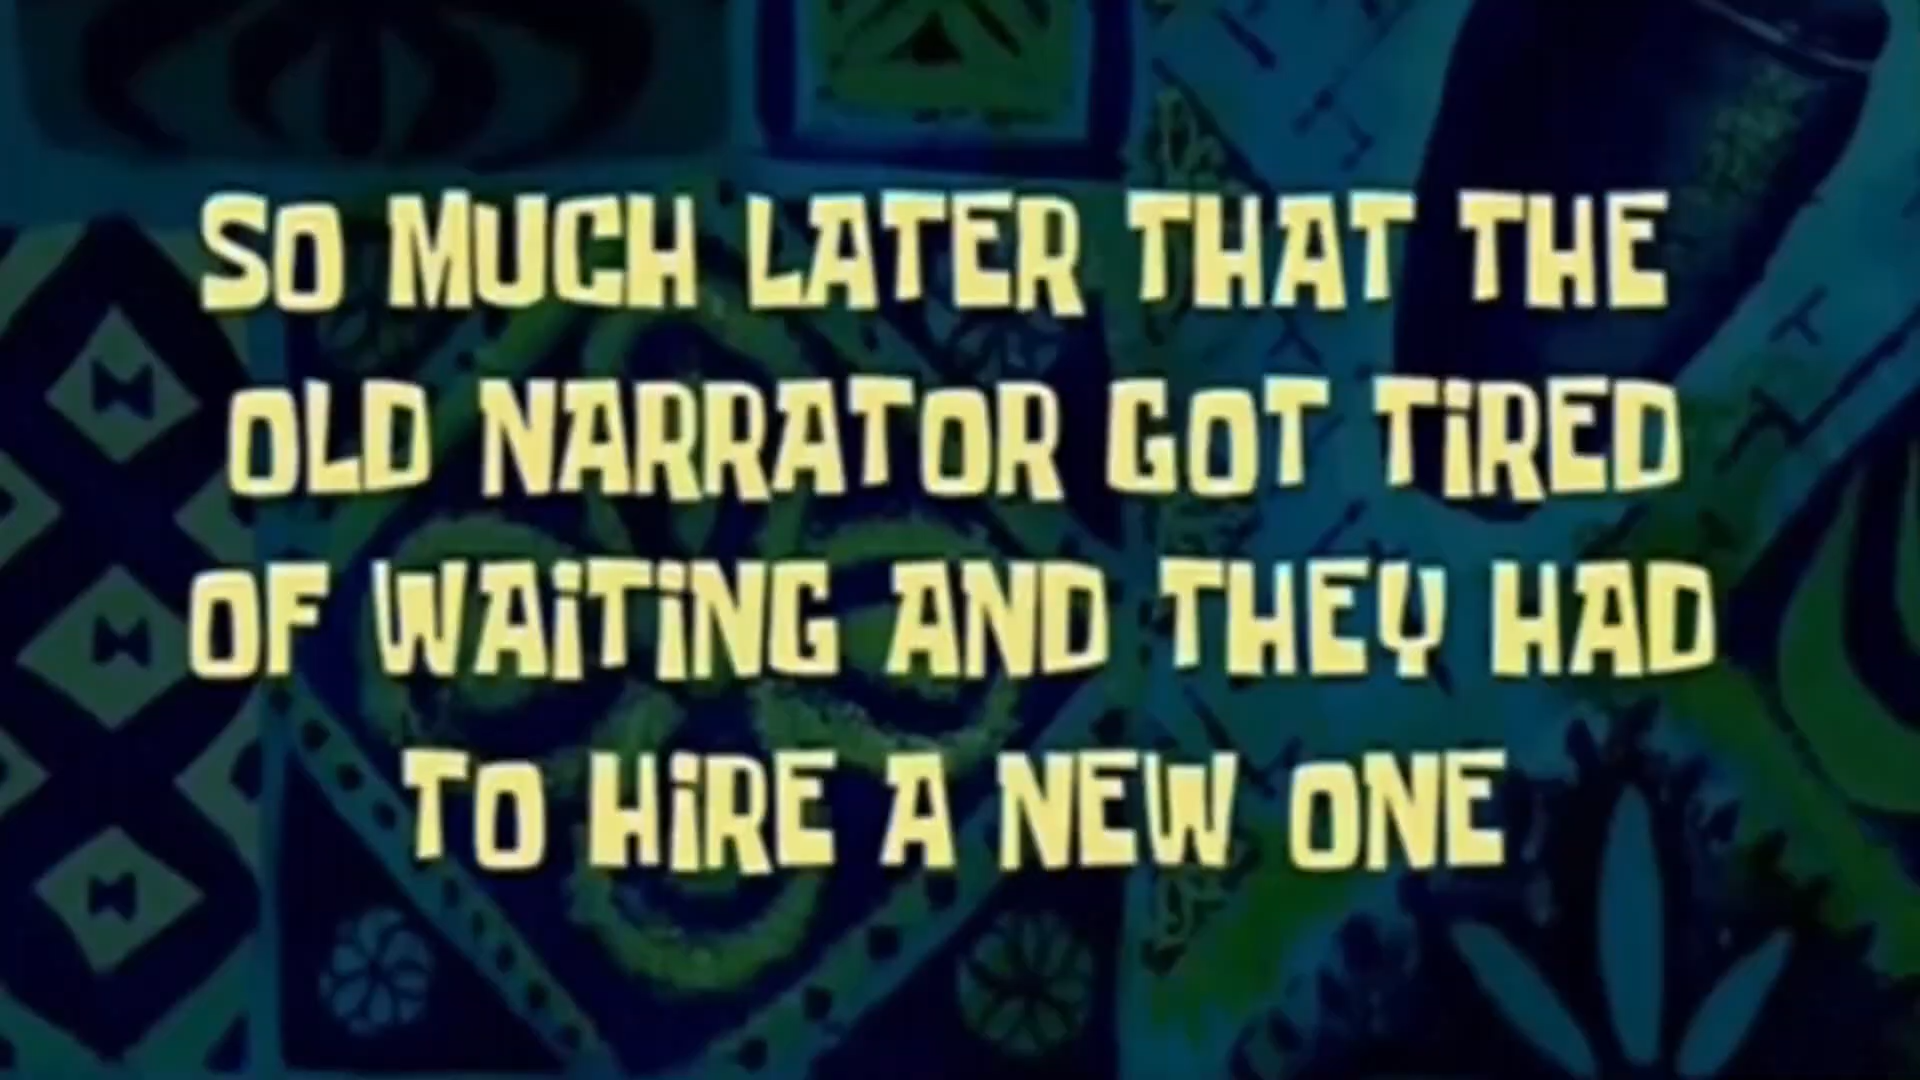 SO MUCH LATER THAT THE
OLD NARRATOR GOT TiRED
OF WAiTiNG AND THEY HAD
TO HiRE A NEW ONE